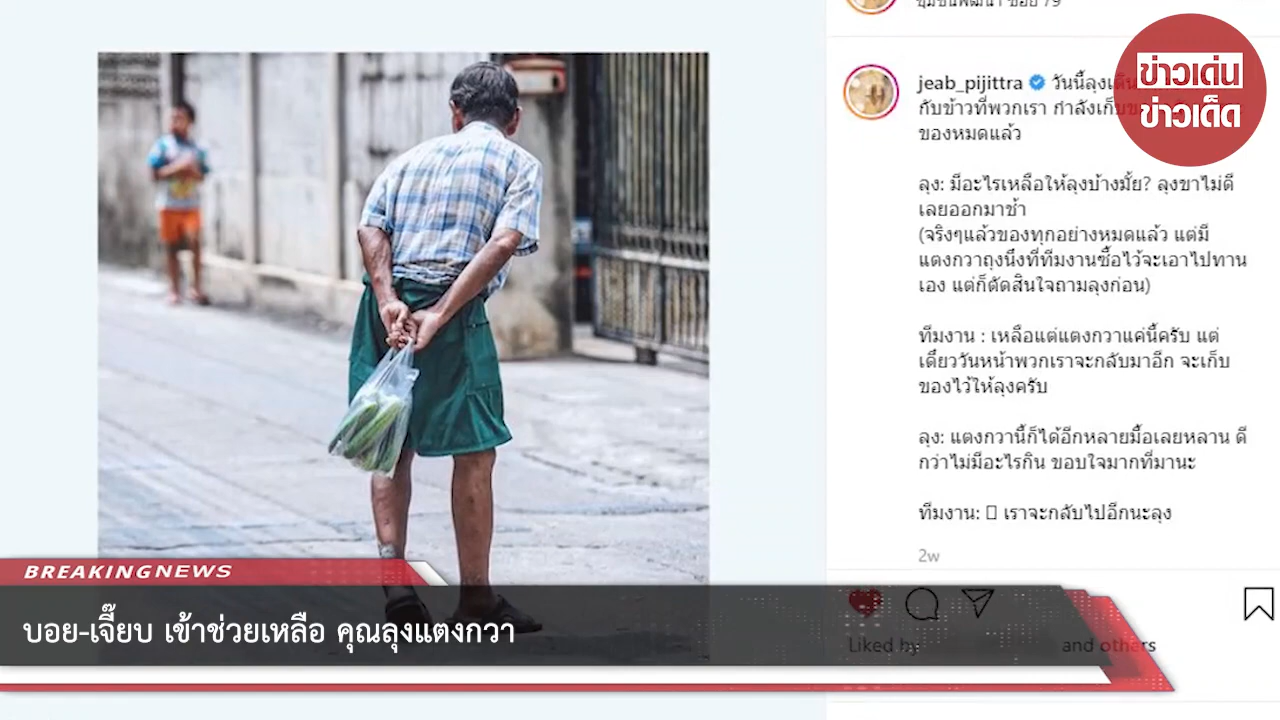 ชุมชนพัฒนา ซอย 79
ข่าวเด่น
ข่าวเด็ด
jeab_pijittra วันนี้ลุง
กับข้าวที่พวกเรา กำลังเก็บ
ของหมดแล้ว
ลุง: มีอะไรเหลือให้ลุงบ้างมั้ย? ลุงขาไม่ดี
เลยออกมาช้า
(จริงๆแล้วของทุกอย่างหมดแล้ว แต่มี
แตงกวาถุงนึงที่ทีมงานซื้อไว้จะเอาไปทาน
เอง แต่ก็ตัดสินใจถามลุงก่อน)
ทีมงาน : เหลือแต่แตงกวาแค่นี้ครับ แต่
เดี๋ยววันหน้าพวกเราจะกลับมาอีก จะเก็บ
ของไว้ให้ลุงครับ
ลุง: แตงกวานี้ก็ได้อีกหลายมื้อเลยหลาน ดี
กว่าไม่มีอะไรกิน ขอบใจมากที่มานะ
ทีมงาน: เราจะกลับไปอีกนะลุง
2w
Liked by and others
BREAKINGNEWS
บอย-เจี๊ยบ เข้าช่วยเหลือ คุณลุงแตงกวา